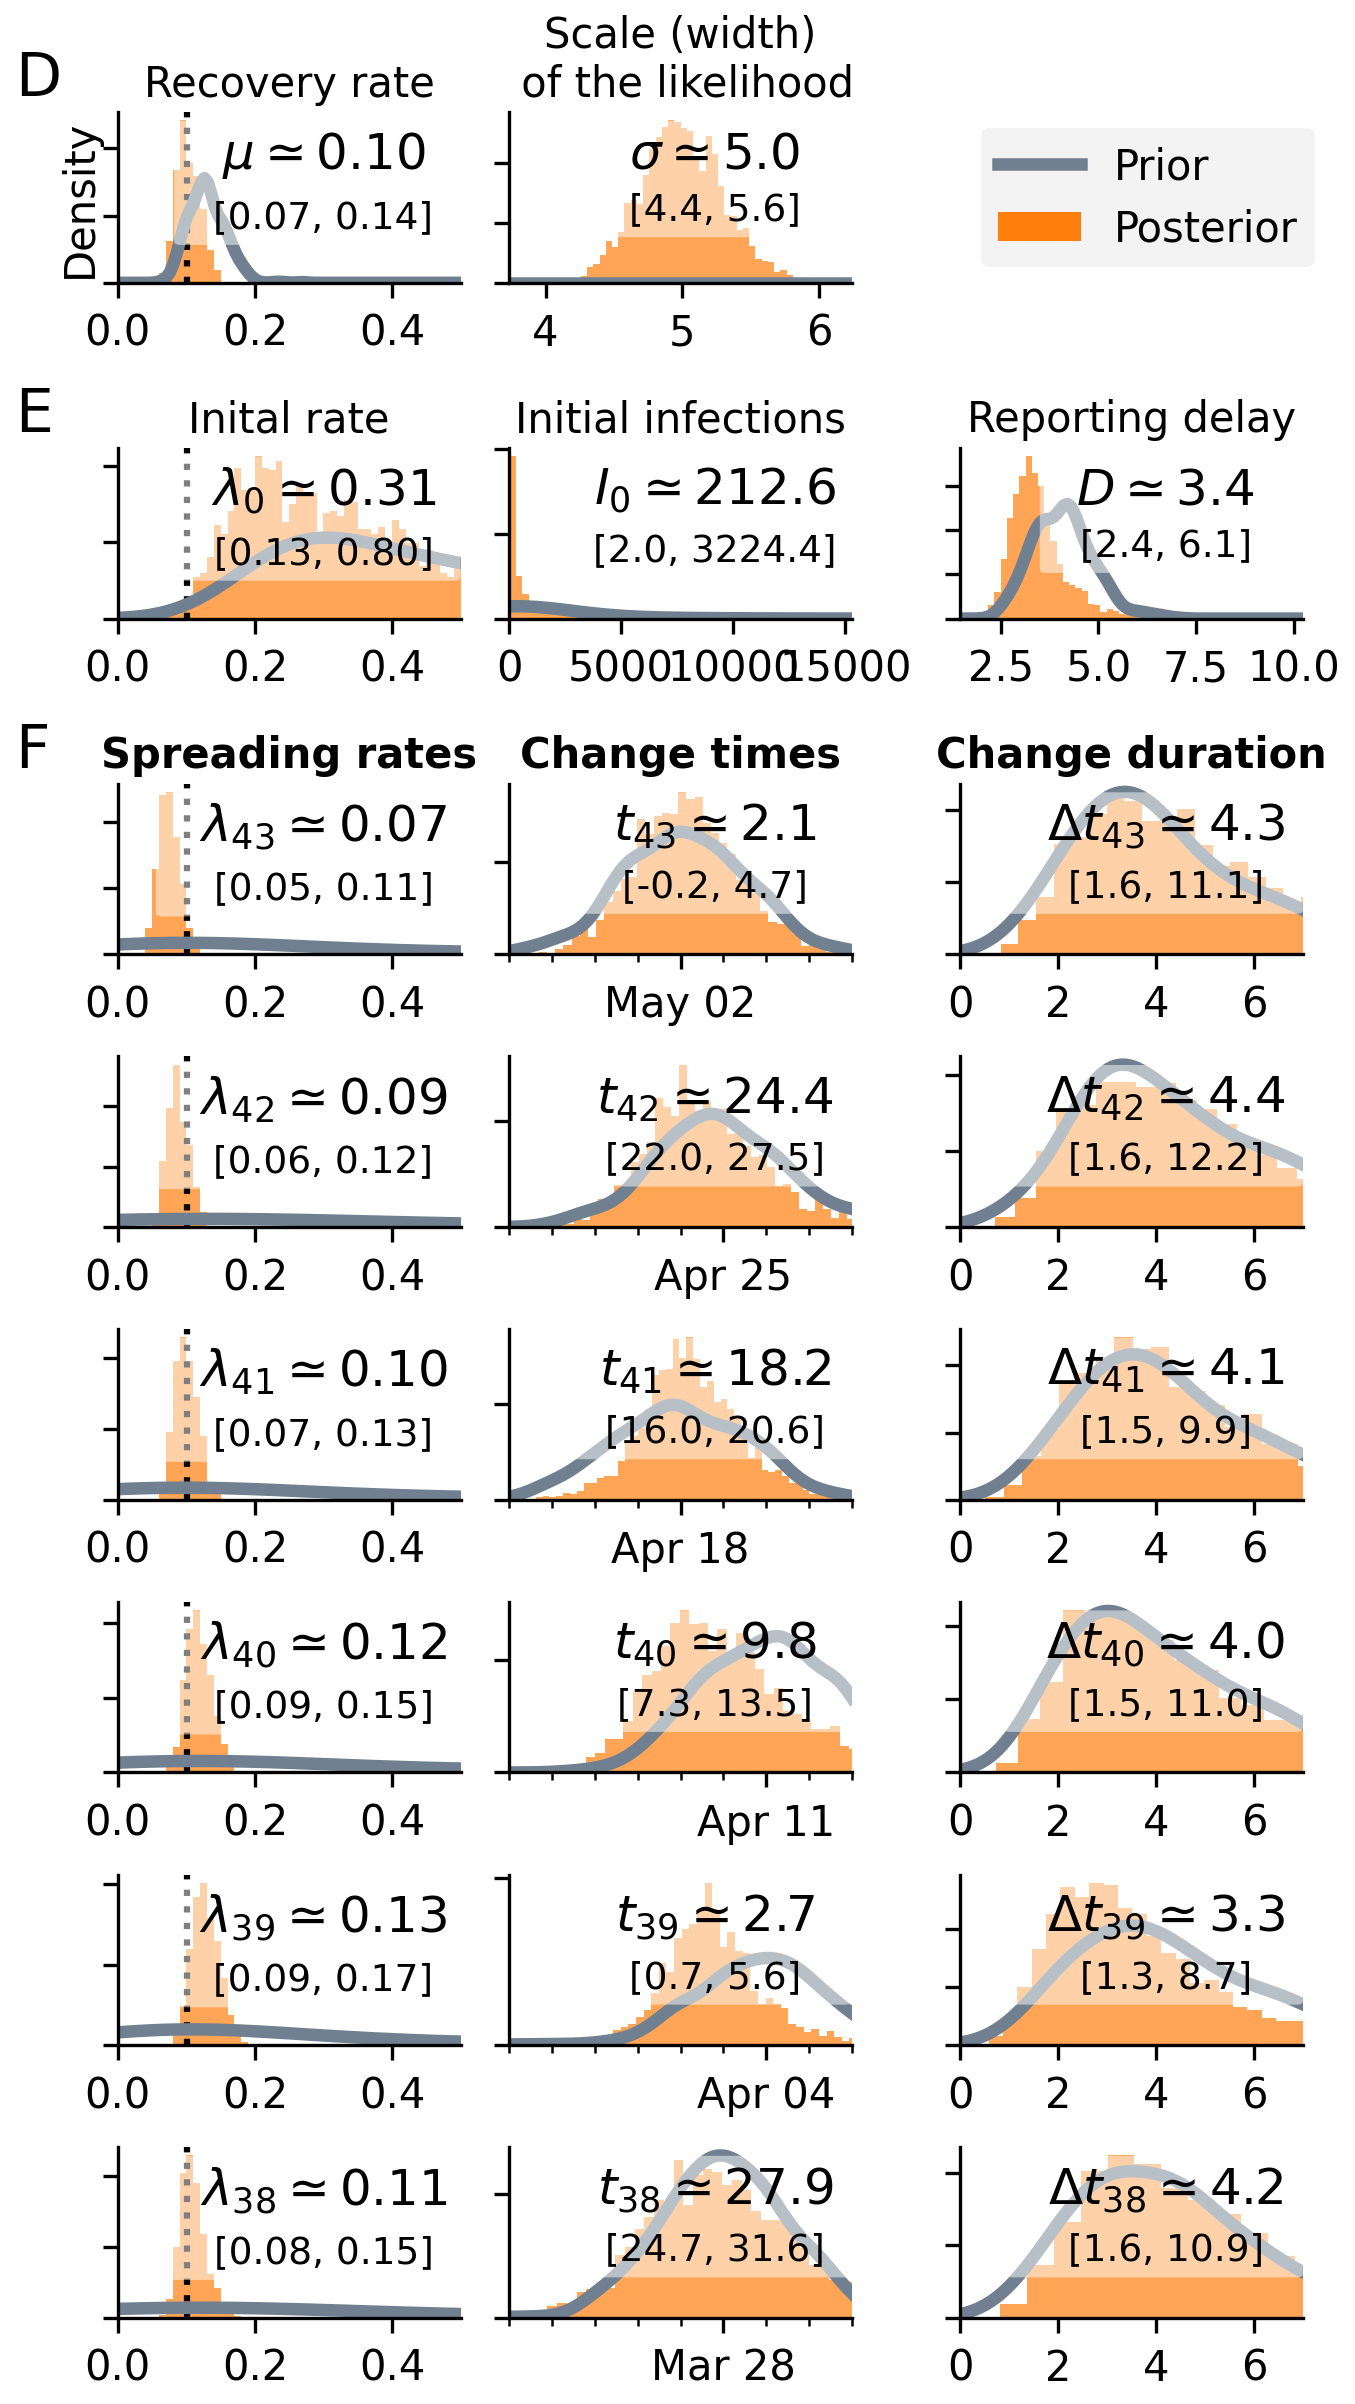 D
Recovery rate
Scale (width)
of the likelihood
Density
μ ≃ 0.10
[0.07, 0.14]
σ ≃ 5.0
[4.4, 5.6]
Prior
Posterior
0.0 0.2 0.4
4 5 6
E
Inital rate
Initial infections
Reporting delay
λ₀ ≃ 0.31
[0.13, 0.80]
I₀ ≃ 212.6
[2.0, 3224.4]
D ≃ 3.4
[2.4, 6.1]
0.0 0.2 0.4
0 5000 10000 15000
2.5 5.0 7.5 10.0
F
Spreading rates
Change times
Change duration
λ₄₃ ≃ 0.07
[0.05, 0.11]
t₄₃ ≃ 2.1
[-0.2, 4.7]
Δt₄₃ ≃ 4.3
[1.6, 11.1]
0.0 0.2 0.4
May 02
0 2 4 6
λ₄₂ ≃ 0.09
[0.06, 0.12]
t₄₂ ≃ 24.4
[22.0, 27.5]
Δt₄₂ ≃ 4.4
[1.6, 12.2]
0.0 0.2 0.4
Apr 25
0 2 4 6
λ₄₁ ≃ 0.10
[0.07, 0.13]
t₄₁ ≃ 18.2
[16.0, 20.6]
Δt₄₁ ≃ 4.1
[1.5, 9.9]
0.0 0.2 0.4
Apr 18
0 2 4 6
λ₄₀ ≃ 0.12
[0.09, 0.15]
t₄₀ ≃ 9.8
[7.3, 13.5]
Δt₄₀ ≃ 4.0
[1.5, 11.0]
0.0 0.2 0.4
Apr 11
0 2 4 6
λ₃₉ ≃ 0.13
[0.09, 0.17]
t₃₉ ≃ 2.7
[0.7, 5.6]
Δt₃₉ ≃ 3.3
[1.3, 8.7]
0.0 0.2 0.4
Apr 04
0 2 4 6
λ₃₈ ≃ 0.11
[0.08, 0.15]
t₃₈ ≃ 27.9
[24.7, 31.6]
Δt₃₈ ≃ 4.2
[1.6, 10.9]
0.0 0.2 0.4
Mar 28
0 2 4 6